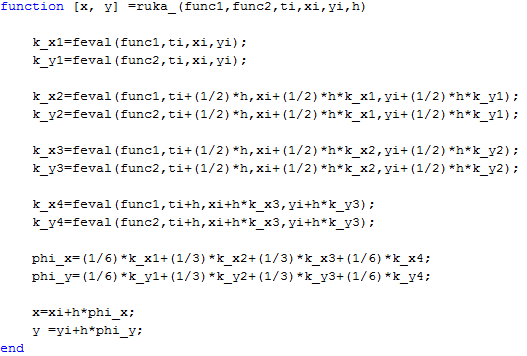 function [x, y] =ruka_(func1,func2,ti,xi,yi,h)
k_x1=feval(func1,ti,xi,yi);
k_y1=feval(func2,ti,xi,yi);
k_x2=feval(func1,ti+(1/2)*h,xi+(1/2)*h*k_x1,yi+(1/2)*h*k_y1);
k_y2=feval(func2,ti+(1/2)*h,xi+(1/2)*h*k_x1,yi+(1/2)*h*k_y1);
k_x3=feval(func1,ti+(1/2)*h,xi+(1/2)*h*k_x2,yi+(1/2)*h*k_y2);
k_y3=feval(func2,ti+(1/2)*h,xi+(1/2)*h*k_x2,yi+(1/2)*h*k_y2);
k_x4=feval(func1,ti+h,xi+h*k_x3,yi+h*k_y3);
k_y4=feval(func2,ti+h,xi+h*k_x3,yi+h*k_y3);
phi_x=(1/6)*k_x1+(1/3)*k_x2+(1/3)*k_x3+(1/6)*k_x4;
phi_y=(1/6)*k_y1+(1/3)*k_y2+(1/3)*k_y3+(1/6)*k_y4;
x=xi+h*phi_x;
y =yi+h*phi_y;
end